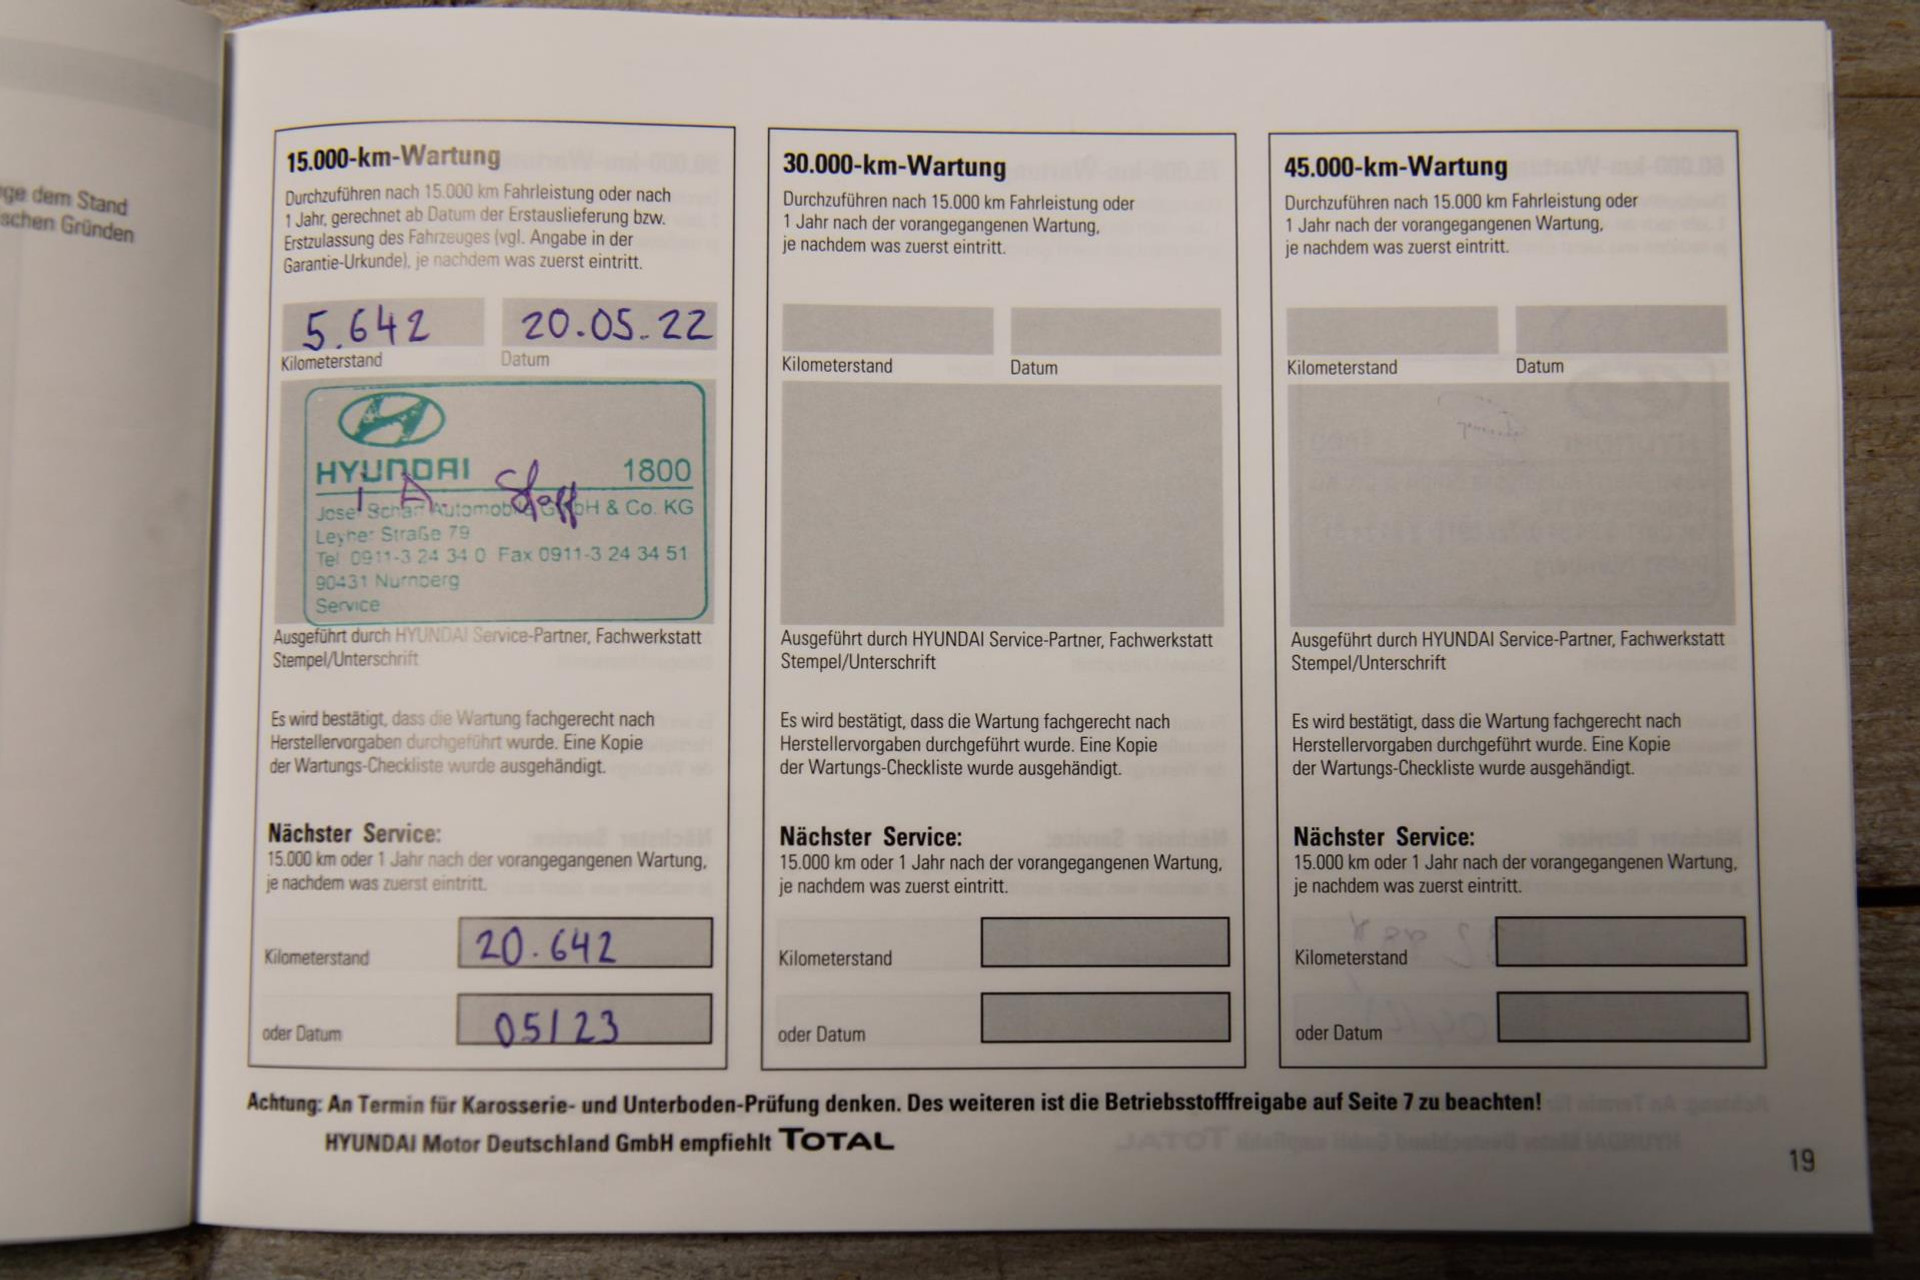 ge dem Stand
schen Gründen
15.000-km-Wartung
Durchzuführen nach 15.000 km Fahrleistung oder nach
1 Jahr, gerechnet ab Datum der Erstauslieferung bzw.
Erstzulassung des Fahrzeuges (vgl. Angabe in der
Garantie-Urkunde), je nachdem was zuerst eintritt.
5.642 20.05.22
Kilometerstand Datum
HYUNDAI 1800
i.A.
Josef Scharf Automobile GmbH & Co. KG
Leyher Straße 79
Tel 0911-3 24 34 0 Fax 0911-3 24 34 51
90431 Nürnberg
Service
Ausgeführt durch HYUNDAI Service-Partner, Fachwerkstatt
Stempel/Unterschrift
Es wird bestätigt, dass die Wartung fachgerecht nach
Herstellervorgaben durchgeführt wurde. Eine Kopie
der Wartungs-Checkliste wurde ausgehändigt.
Nächster Service:
15.000 km oder 1 Jahr nach der vorangegangenen Wartung,
je nachdem was zuerst eintritt.
Kilometerstand 20.642
oder Datum 05/23
30.000-km-Wartung
Durchzuführen nach 15.000 km Fahrleistung oder
1 Jahr nach der vorangegangenen Wartung,
je nachdem was zuerst eintritt.
Kilometerstand Datum
Ausgeführt durch HYUNDAI Service-Partner, Fachwerkstatt
Stempel/Unterschrift
Es wird bestätigt, dass die Wartung fachgerecht nach
Herstellervorgaben durchgeführt wurde. Eine Kopie
der Wartungs-Checkliste wurde ausgehändigt.
Nächster Service:
15.000 km oder 1 Jahr nach der vorangegangenen Wartung,
je nachdem was zuerst eintritt.
Kilometerstand
oder Datum
45.000-km-Wartung
Durchzuführen nach 15.000 km Fahrleistung oder
1 Jahr nach der vorangegangenen Wartung,
je nachdem was zuerst eintritt.
Kilometerstand Datum
Ausgeführt durch HYUNDAI Service-Partner, Fachwerkstatt
Stempel/Unterschrift
Es wird bestätigt, dass die Wartung fachgerecht nach
Herstellervorgaben durchgeführt wurde. Eine Kopie
der Wartungs-Checkliste wurde ausgehändigt.
Nächster Service:
15.000 km oder 1 Jahr nach der vorangegangenen Wartung,
je nachdem was zuerst eintritt.
Kilometerstand
oder Datum
Achtung: An Termin für Karosserie- und Unterboden-Prüfung denken. Des weiteren ist die Betriebsstofffreigabe auf Seite 7 zu beachten!
HYUNDAI Motor Deutschland GmbH empfiehlt TOTAL
19